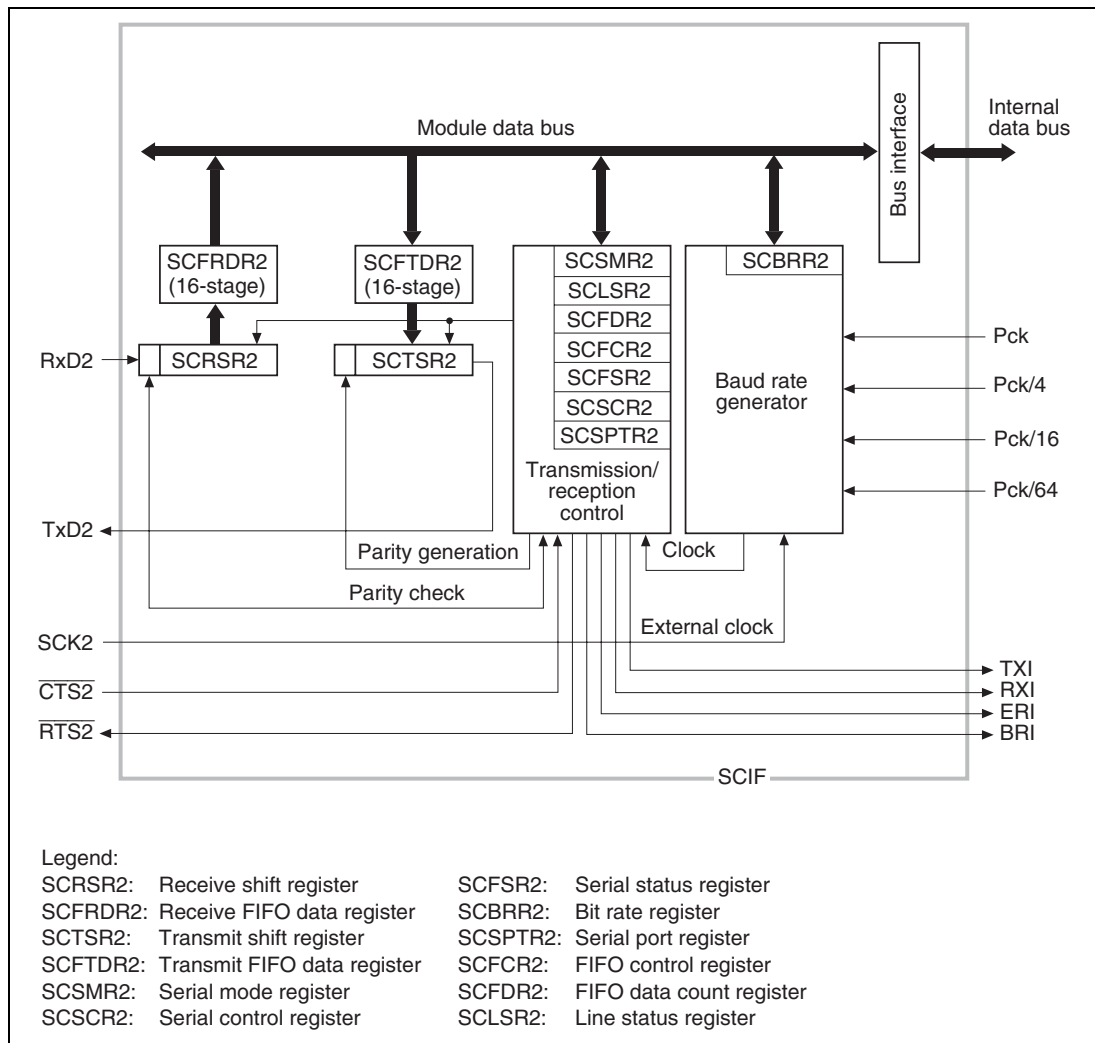 Module data bus
Bus interface
Internal
data bus
SCFRDR2
(16-stage)
SCFTDR2
(16-stage)
SCSMR2
SCLSR2
SCFDR2
SCFCR2
SCFSR2
SCSCR2
SCSPTR2
Transmission/
reception
control
SCBRR2
Baud rate
generator
RxD2
SCRSR2
SCTSR2
Pck
Pck/4
Pck/16
Pck/64
TxD2
Parity generation
Clock
Parity check
SCK2
External clock
CTS2
RTS2
TXI
RXI
ERI
BRI
SCIF
Legend:
SCRSR2: Receive shift register
SCFRDR2: Receive FIFO data register
SCTSR2: Transmit shift register
SCFTDR2: Transmit FIFO data register
SCSMR2: Serial mode register
SCSCR2: Serial control register
SCFSR2: Serial status register
SCBRR2: Bit rate register
SCSPTR2: Serial port register
SCFCR2: FIFO control register
SCFDR2: FIFO data count register
SCLSR2: Line status register